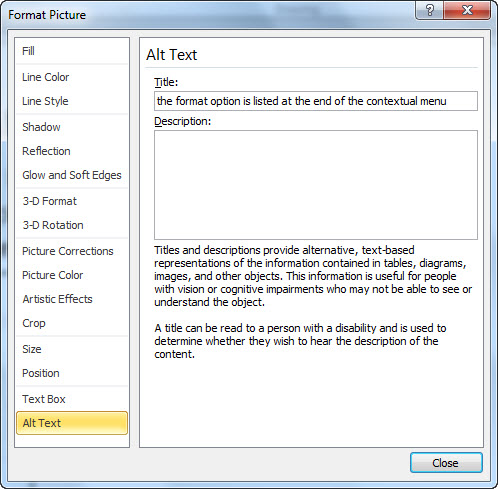 Format Picture
Fill
Line Color
Line Style
Shadow
Reflection
Glow and Soft Edges
3-D Format
3-D Rotation
Picture Corrections
Picture Color
Artistic Effects
Crop
Size
Position
Text Box
Alt Text
Alt Text
Title:
the format option is listed at the end of the contextual menu
Description:
Titles and descriptions provide alternative, text-based
representations of the information contained in tables, diagrams,
images, and other objects. This information is useful for people
with vision or cognitive impairments who may not be able to see or
understand the object.
A title can be read to a person with a disability and is used to
determine whether they wish to hear the description of the
content.
Close